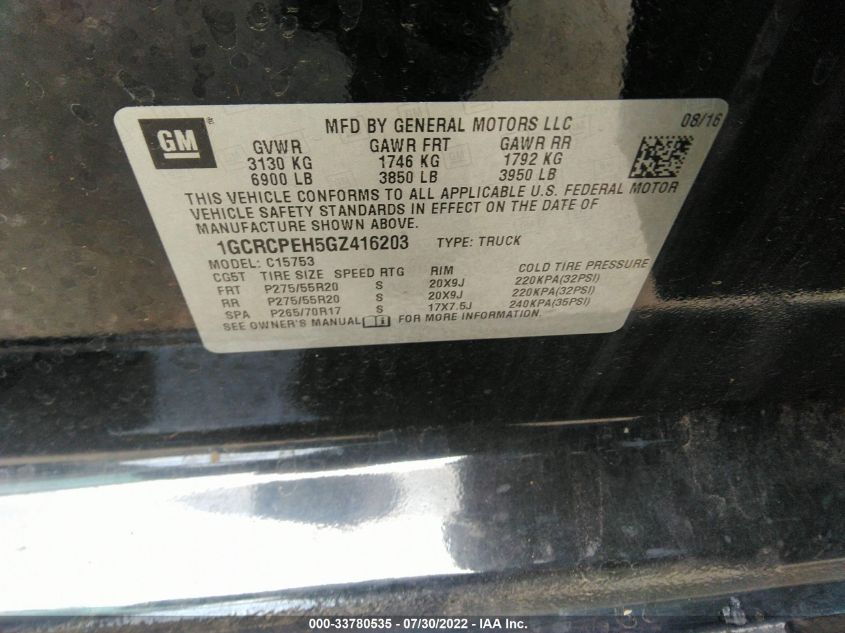 GM
®
MFD BY GENERAL MOTORS LLC 08/16
GVWR GAWR FRT GAWR RR
3130 KG 1746 KG 1792 KG
6900 LB 3850 LB 3950 LB
THIS VEHICLE CONFORMS TO ALL APPLICABLE U.S. FEDERAL MOTOR
VEHICLE SAFETY STANDARDS IN EFFECT ON THE DATE OF
MANUFACTURE SHOWN ABOVE.
1GCRCPEH5GZ416203 TYPE: TRUCK
MODEL: C15753
CG5T TIRE SIZE SPEED RTG RIM COLD TIRE PRESSURE
FRT P275/55R20 S 20X9J 220KPA(32PSI)
RR P275/55R20 S 20X9J 220KPA(32PSI)
SPA P265/70R17 S 17X7.5J 240KPA(35PSI)
SEE OWNER'S MANUAL FOR MORE INFORMATION.
000-33780535 - 07/30/2022 - © IAA Inc.